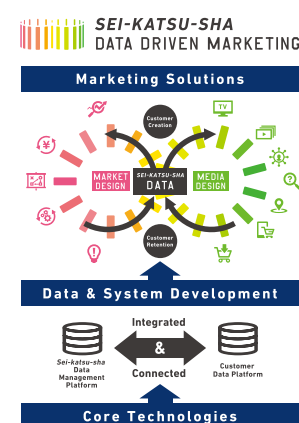 SEI-KATSU-SHA
DATA DRIVEN MARKETING
Marketing Solutions
Customer
Creation
TV
¥
MARKET
DESIGN
SEI-KATSU-SHA
DATA
MEDIA
DESIGN
?
Customer
Retention
Data & System Development
Integrated
&
Connected
Sei-katsu-sha
Data
Management
Platform
Customer
Data Platform
Core Technologies